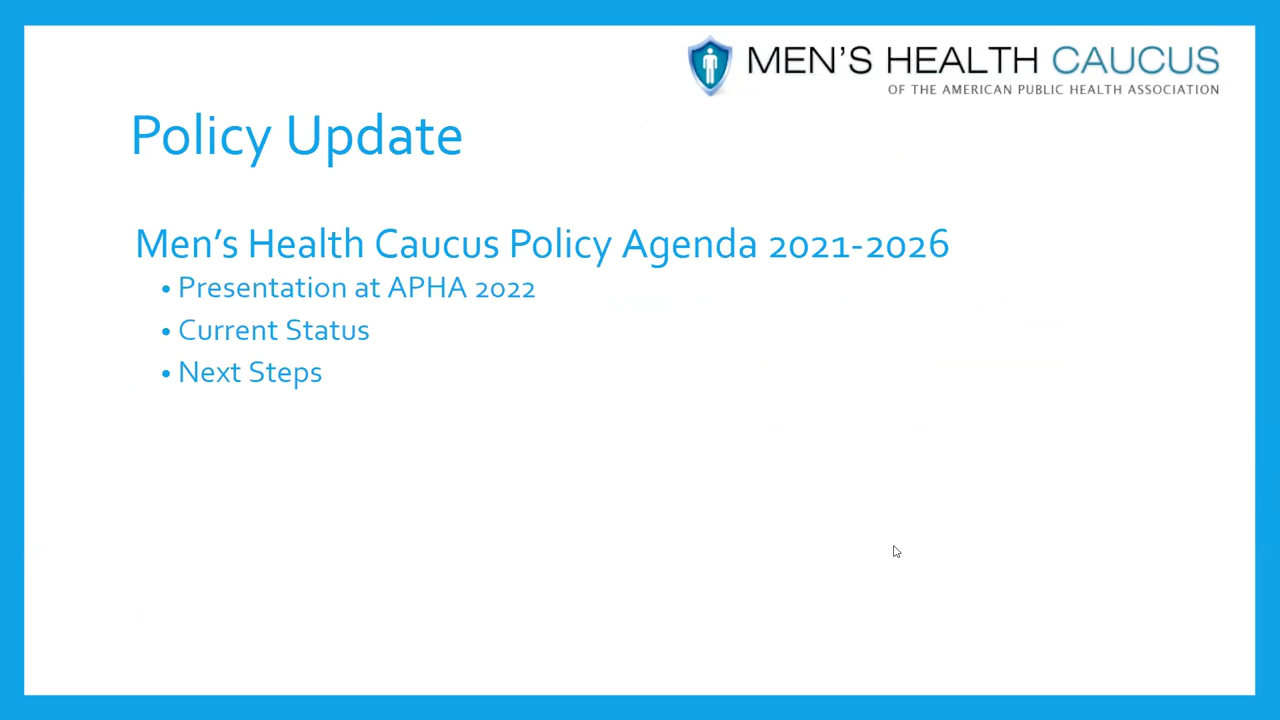 MEN'S HEALTH CAUCUS
OF THE AMERICAN PUBLIC HEALTH ASSOCIATION
Policy Update
Men's Health Caucus Policy Agenda 2021-2026
• Presentation at APHA 2022
• Current Status
• Next Steps